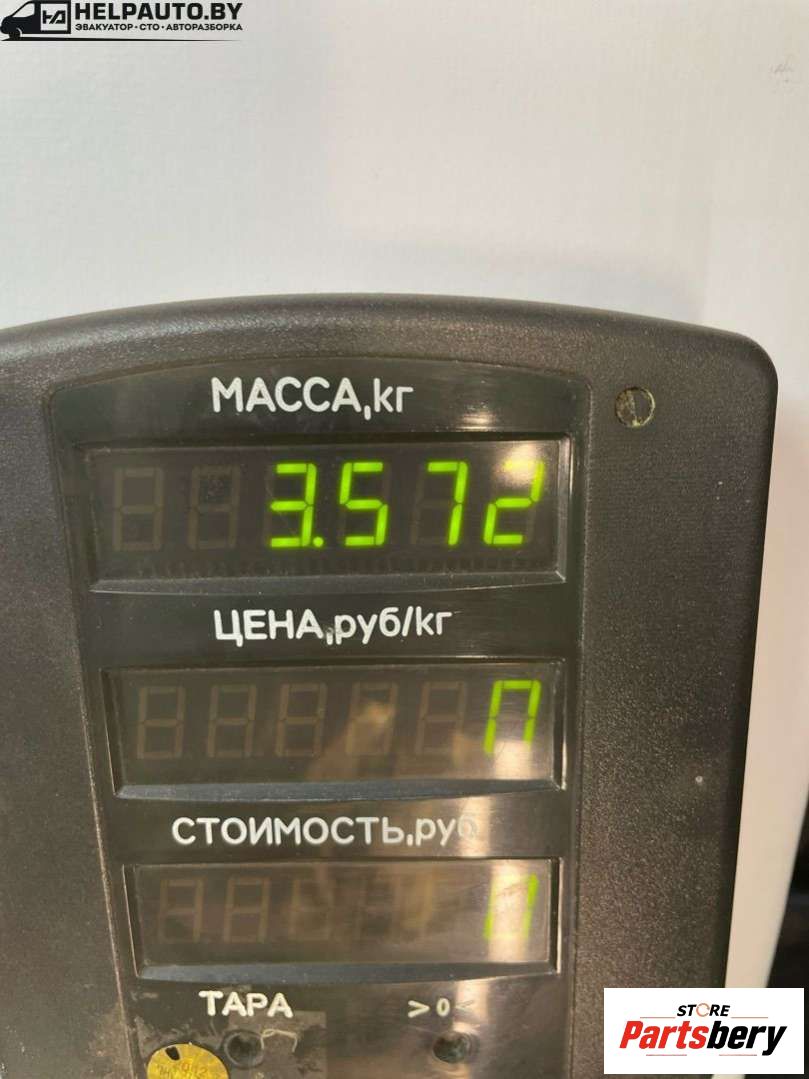 HELPAUTO.BY
ЭВАКУАТОР•СТО•АВТОРАЗБОРКА
МАССА,кг
3.572
ЦЕНА,руб/кг
СТОИМОСТЬ,руб
ТАРА
>0<
STORE
Partsbery